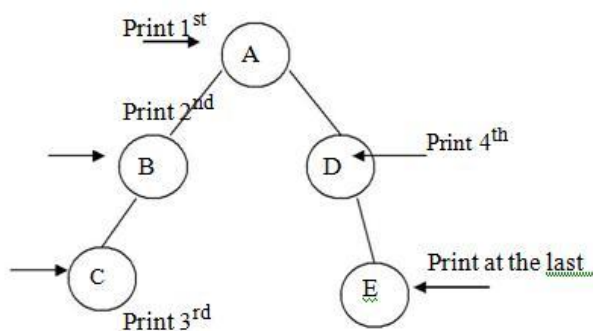 Print 1st
A
Print 2nd
B
D
Print 4th
C
E
Print at the last
Print 3rd